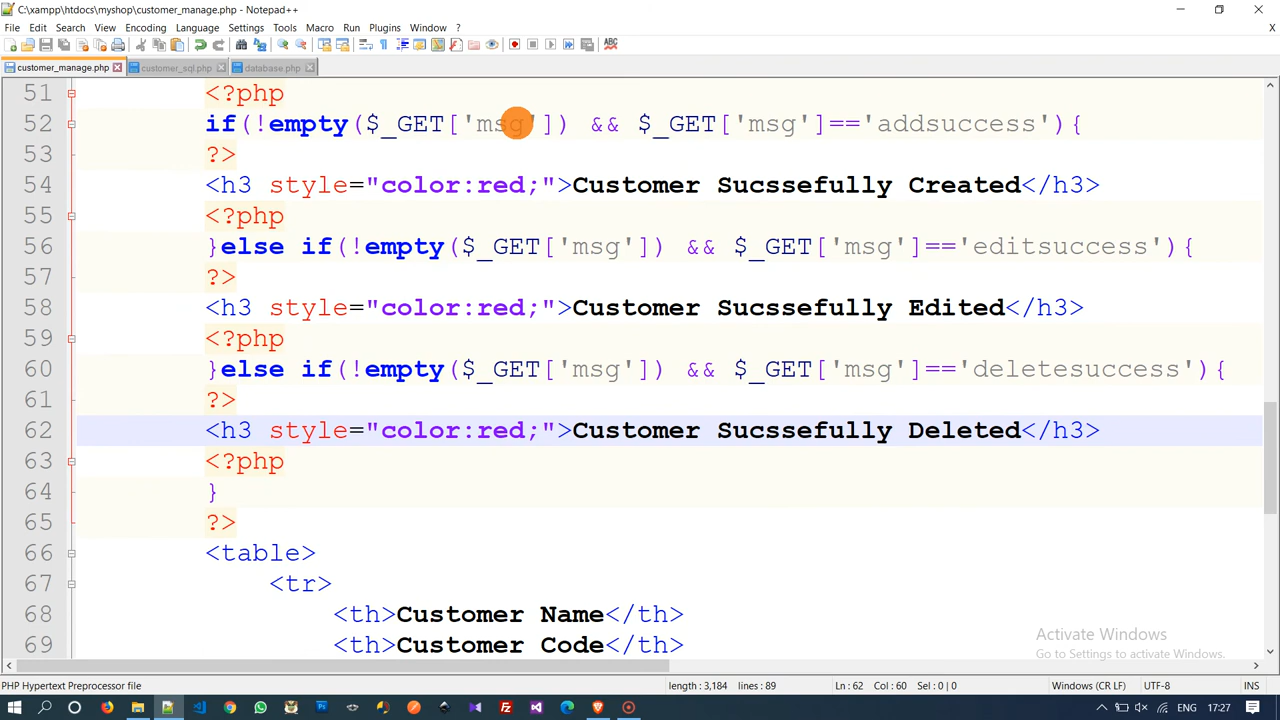 C:\xampp\htdocs\myshop\customer_manage.php - Notepad++
File Edit Search View Encoding Language Settings Tools Macro Run Plugins Window ?
X
customer_manage.php customer_sql.php database.php
51 <?php
52 if(!empty($_GET['msg']) && $_GET['msg']=='addsuccess'){
53 ?>
54 <h3 style="color:red;">Customer Sucssefully Created</h3>
55 <?php
56 }else if(!empty($_GET['msg']) && $_GET['msg']=='editsuccess'){
57 ?>
58 <h3 style="color:red;">Customer Sucssefully Edited</h3>
59 <?php
60 }else if(!empty($_GET['msg']) && $_GET['msg']=='deletesuccess'){
61 ?>
62 <h3 style="color:red;">Customer Sucssefully Deleted</h3>
63 <?php
64 }
65 ?>
66 <table>
67 <tr>
68 <th>Customer Name</th>
69 <th>Customer Code</th>
Activate Windows
Go to Settings to activate Windows.
PHP Hypertext Preprocessor file length : 3,184 lines : 89 Ln : 62 Col : 60 Sel : 0 | 0 Windows (CR LF) UTF-8 INS
ENG 17:27